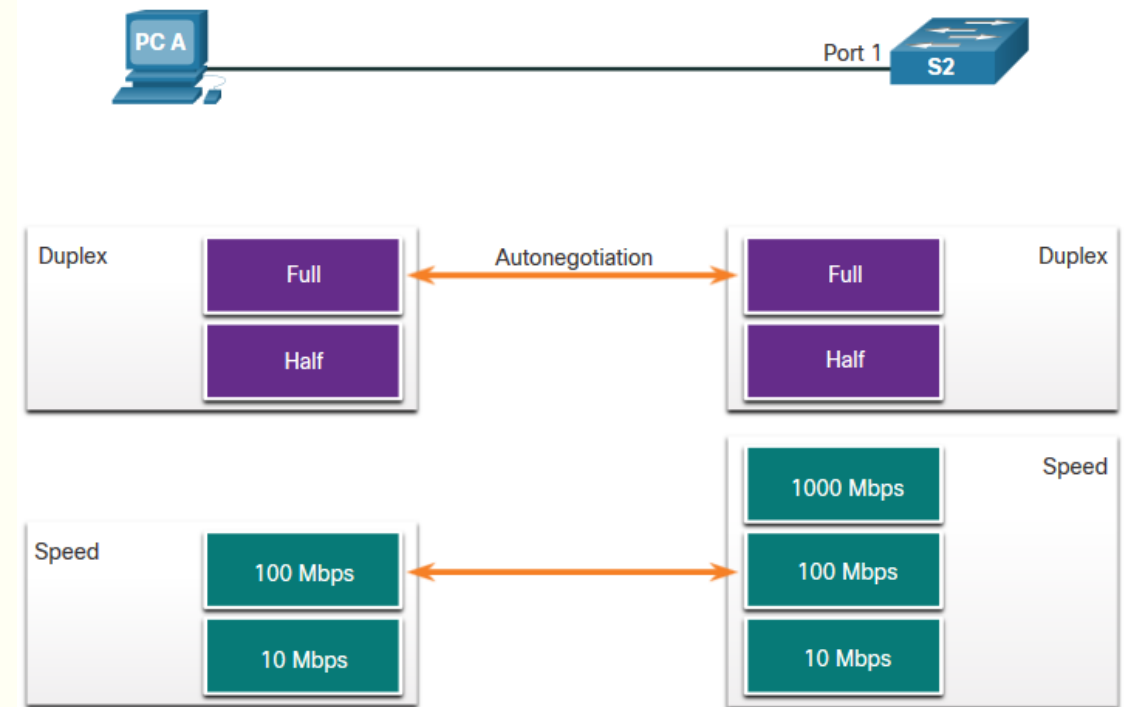 PC A
Port 1
S2
Duplex
Full
Autonegotiation
Full
Duplex
Half
Half
1000 Mbps
Speed
Speed
100 Mbps
100 Mbps
10 Mbps
10 Mbps